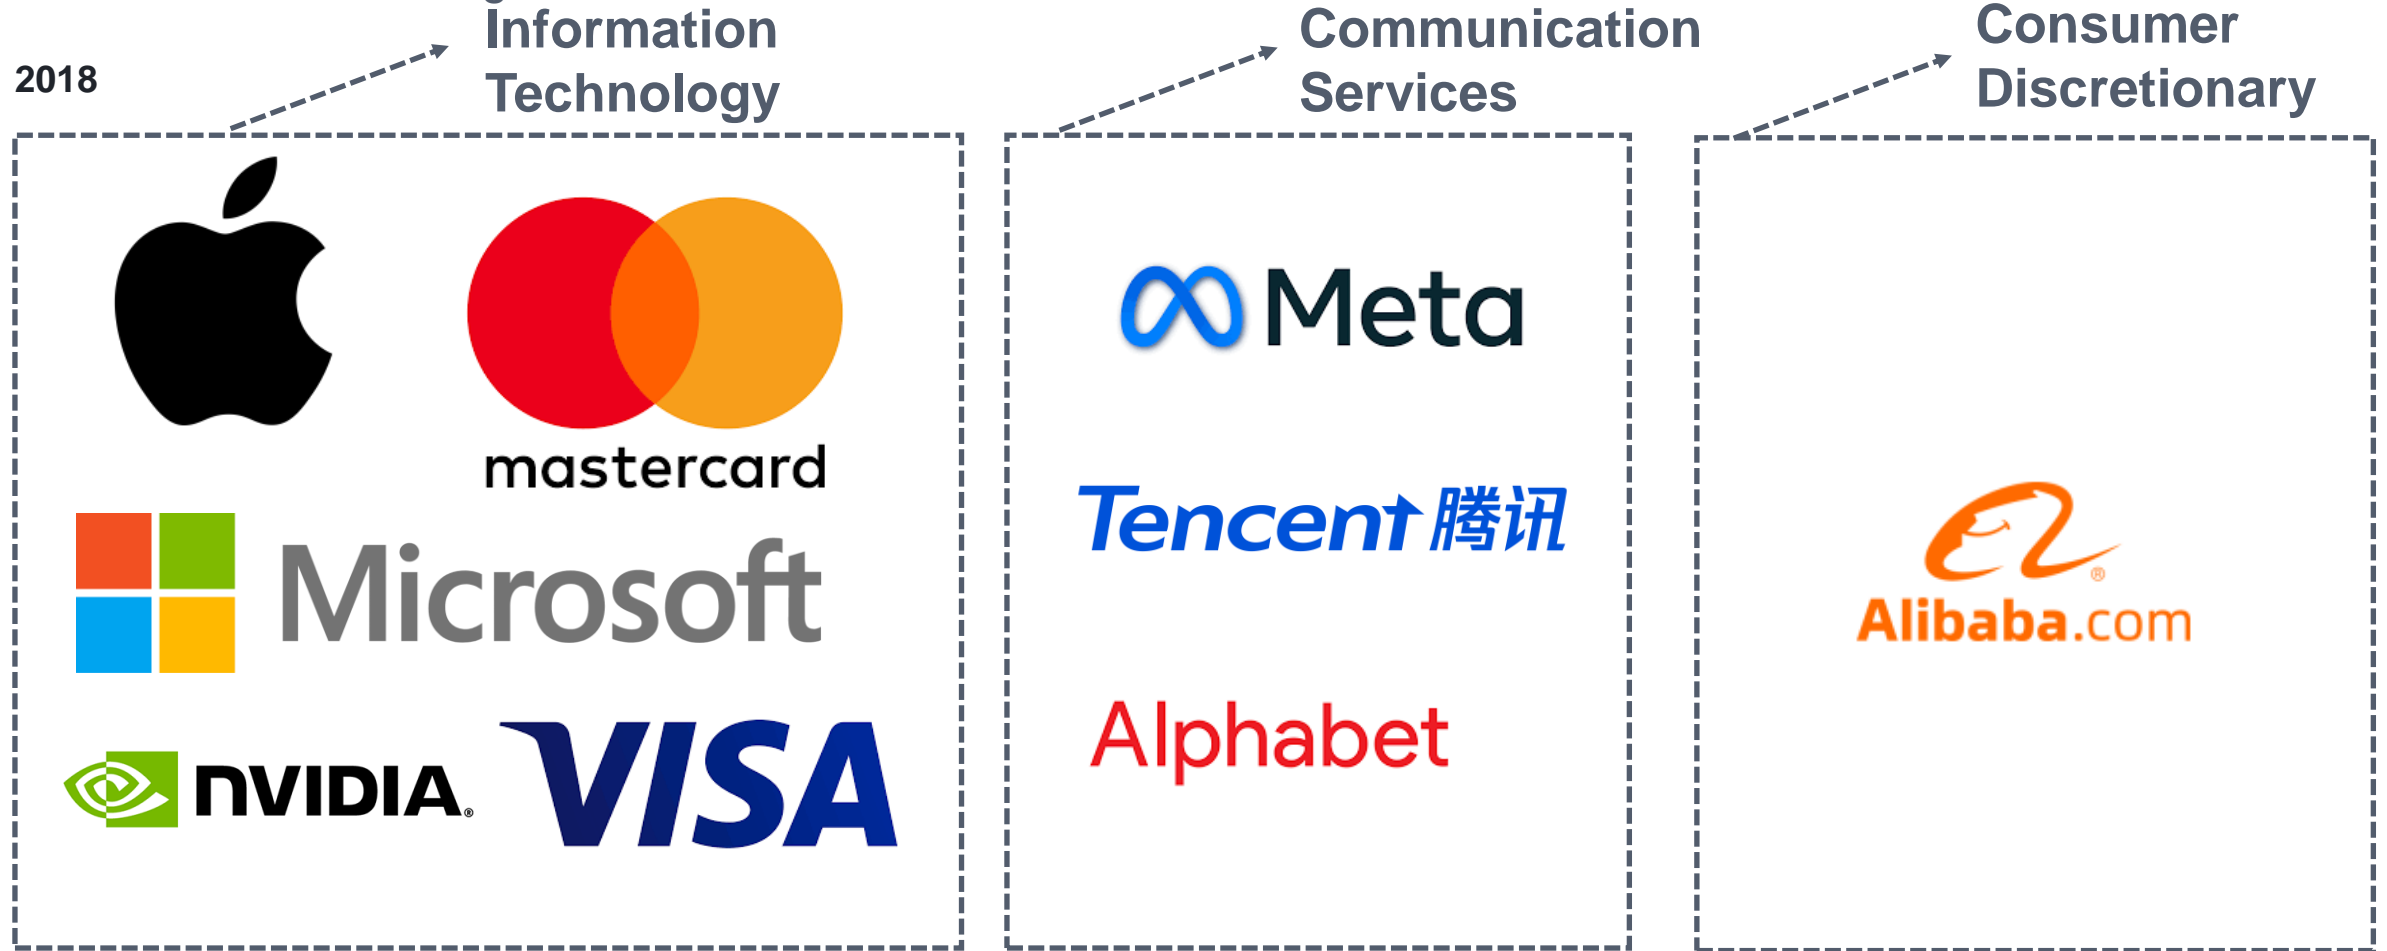 Information
Technology
Communication
Services
Consumer
Discretionary
2018
mastercard
Microsoft
nVIDIA.
VISA
Meta
Tencent 腾讯
Alphabet
Alibaba.com